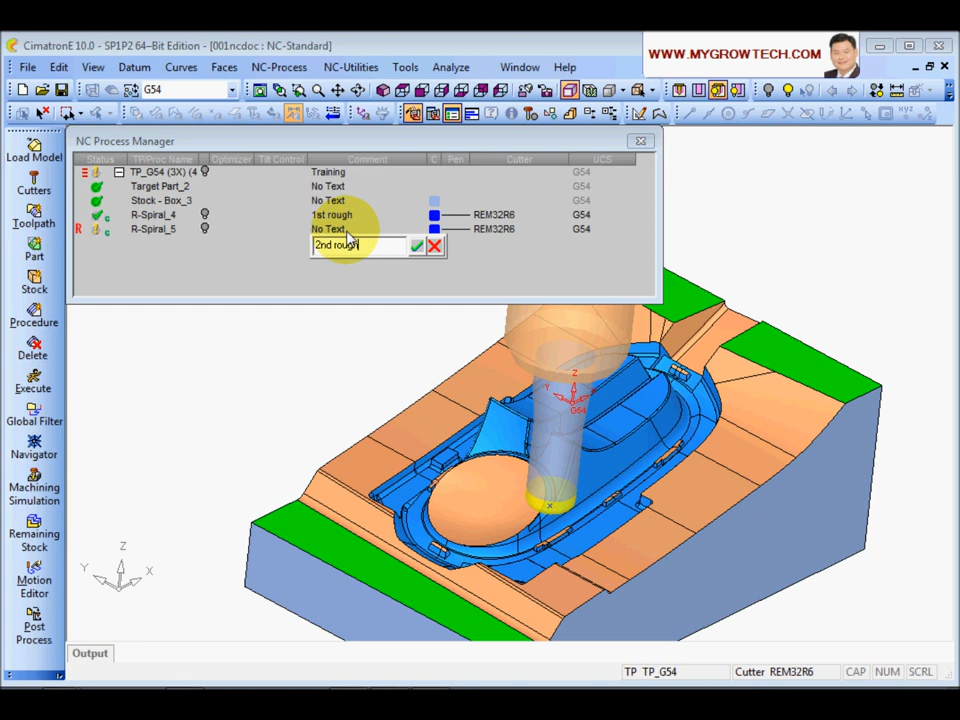 CimatronE 10.0 - SP1P2 64-Bit Edition - [001ncdoc : NC-Standard]
WWW.MYGROWTECH.COM
File Edit View Datum Curves Faces NC-Process NC-Utilities Tools Analyze Window Help
G54
NC Process Manager
Status TP/Proc Name Optimizer Tilt Control Comment C Pen Cutter UCS
TP_G54 (3X) (4 Training G54
Target Part_2 No Text G54
Stock - Box_3 No Text G54
R-Spiral_4 1st rough REM32R6 G54
R R-Spiral_5 No Text REM32R6 G54
2nd rough
Load Model
Cutters
Toolpath
Part
Stock
Procedure
Delete
Execute
Global Filter
Navigator
Machining
Simulation
Remaining
Stock
Motion
Editor
Post
Process
Z
Y
X
G54
X
Z
Y X
Output
TP TP_G54 Cutter REM32R6 CAP NUM SCRL